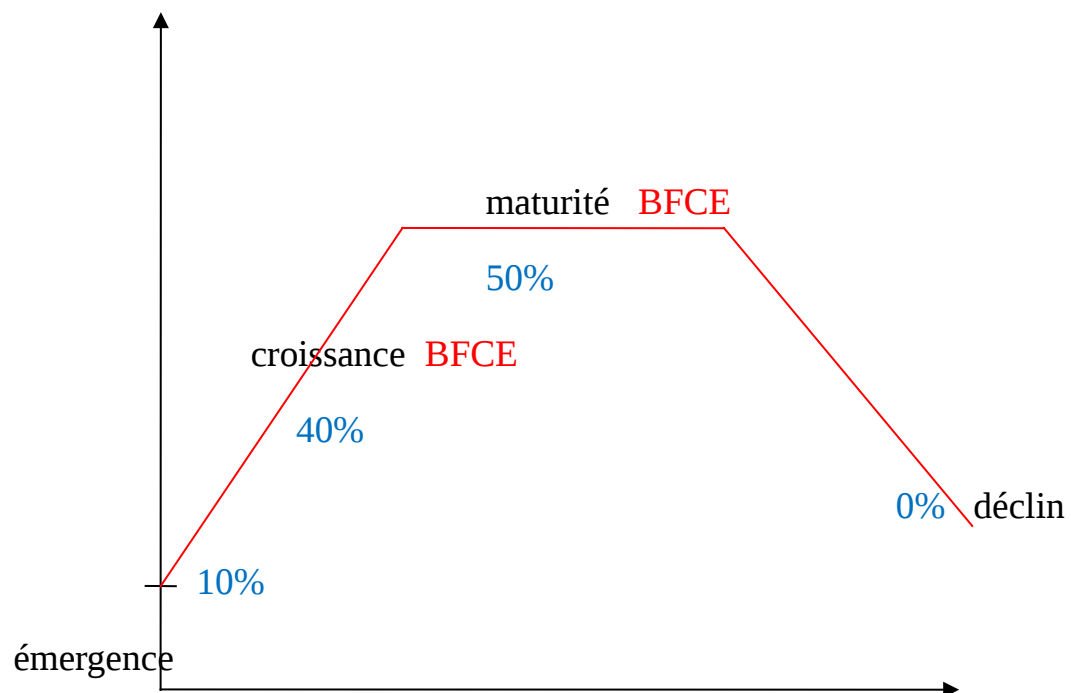 maturité BFCE
50%
croissance BFCE
40%
0% déclin
10%
émergence